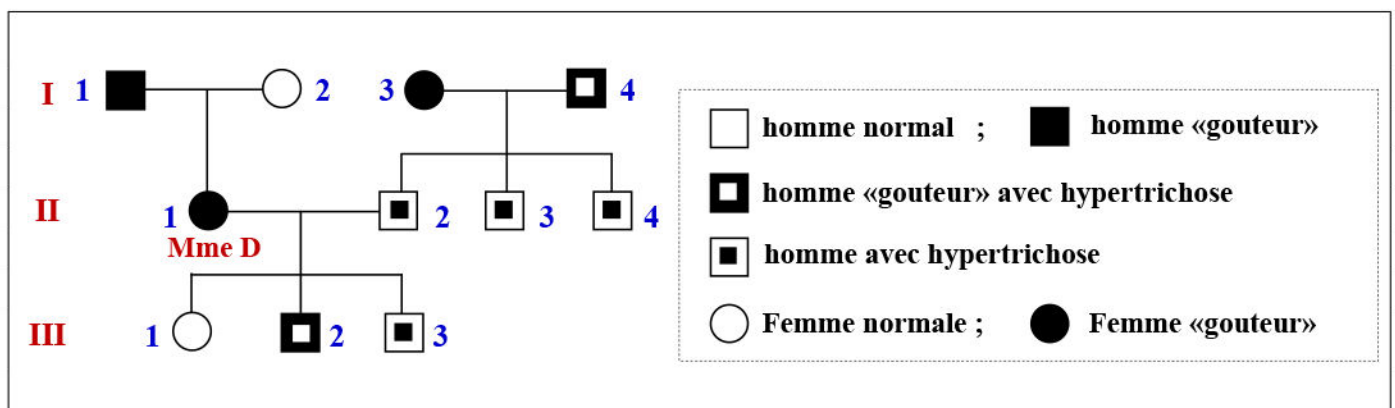 I 1 2 3 4
II 1 2 3 4
Mme D
III 1 2 3
homme normal ; homme «gouteur»
homme «gouteur» avec hypertrichose
homme avec hypertrichose
Femme normale ; Femme «gouteur»